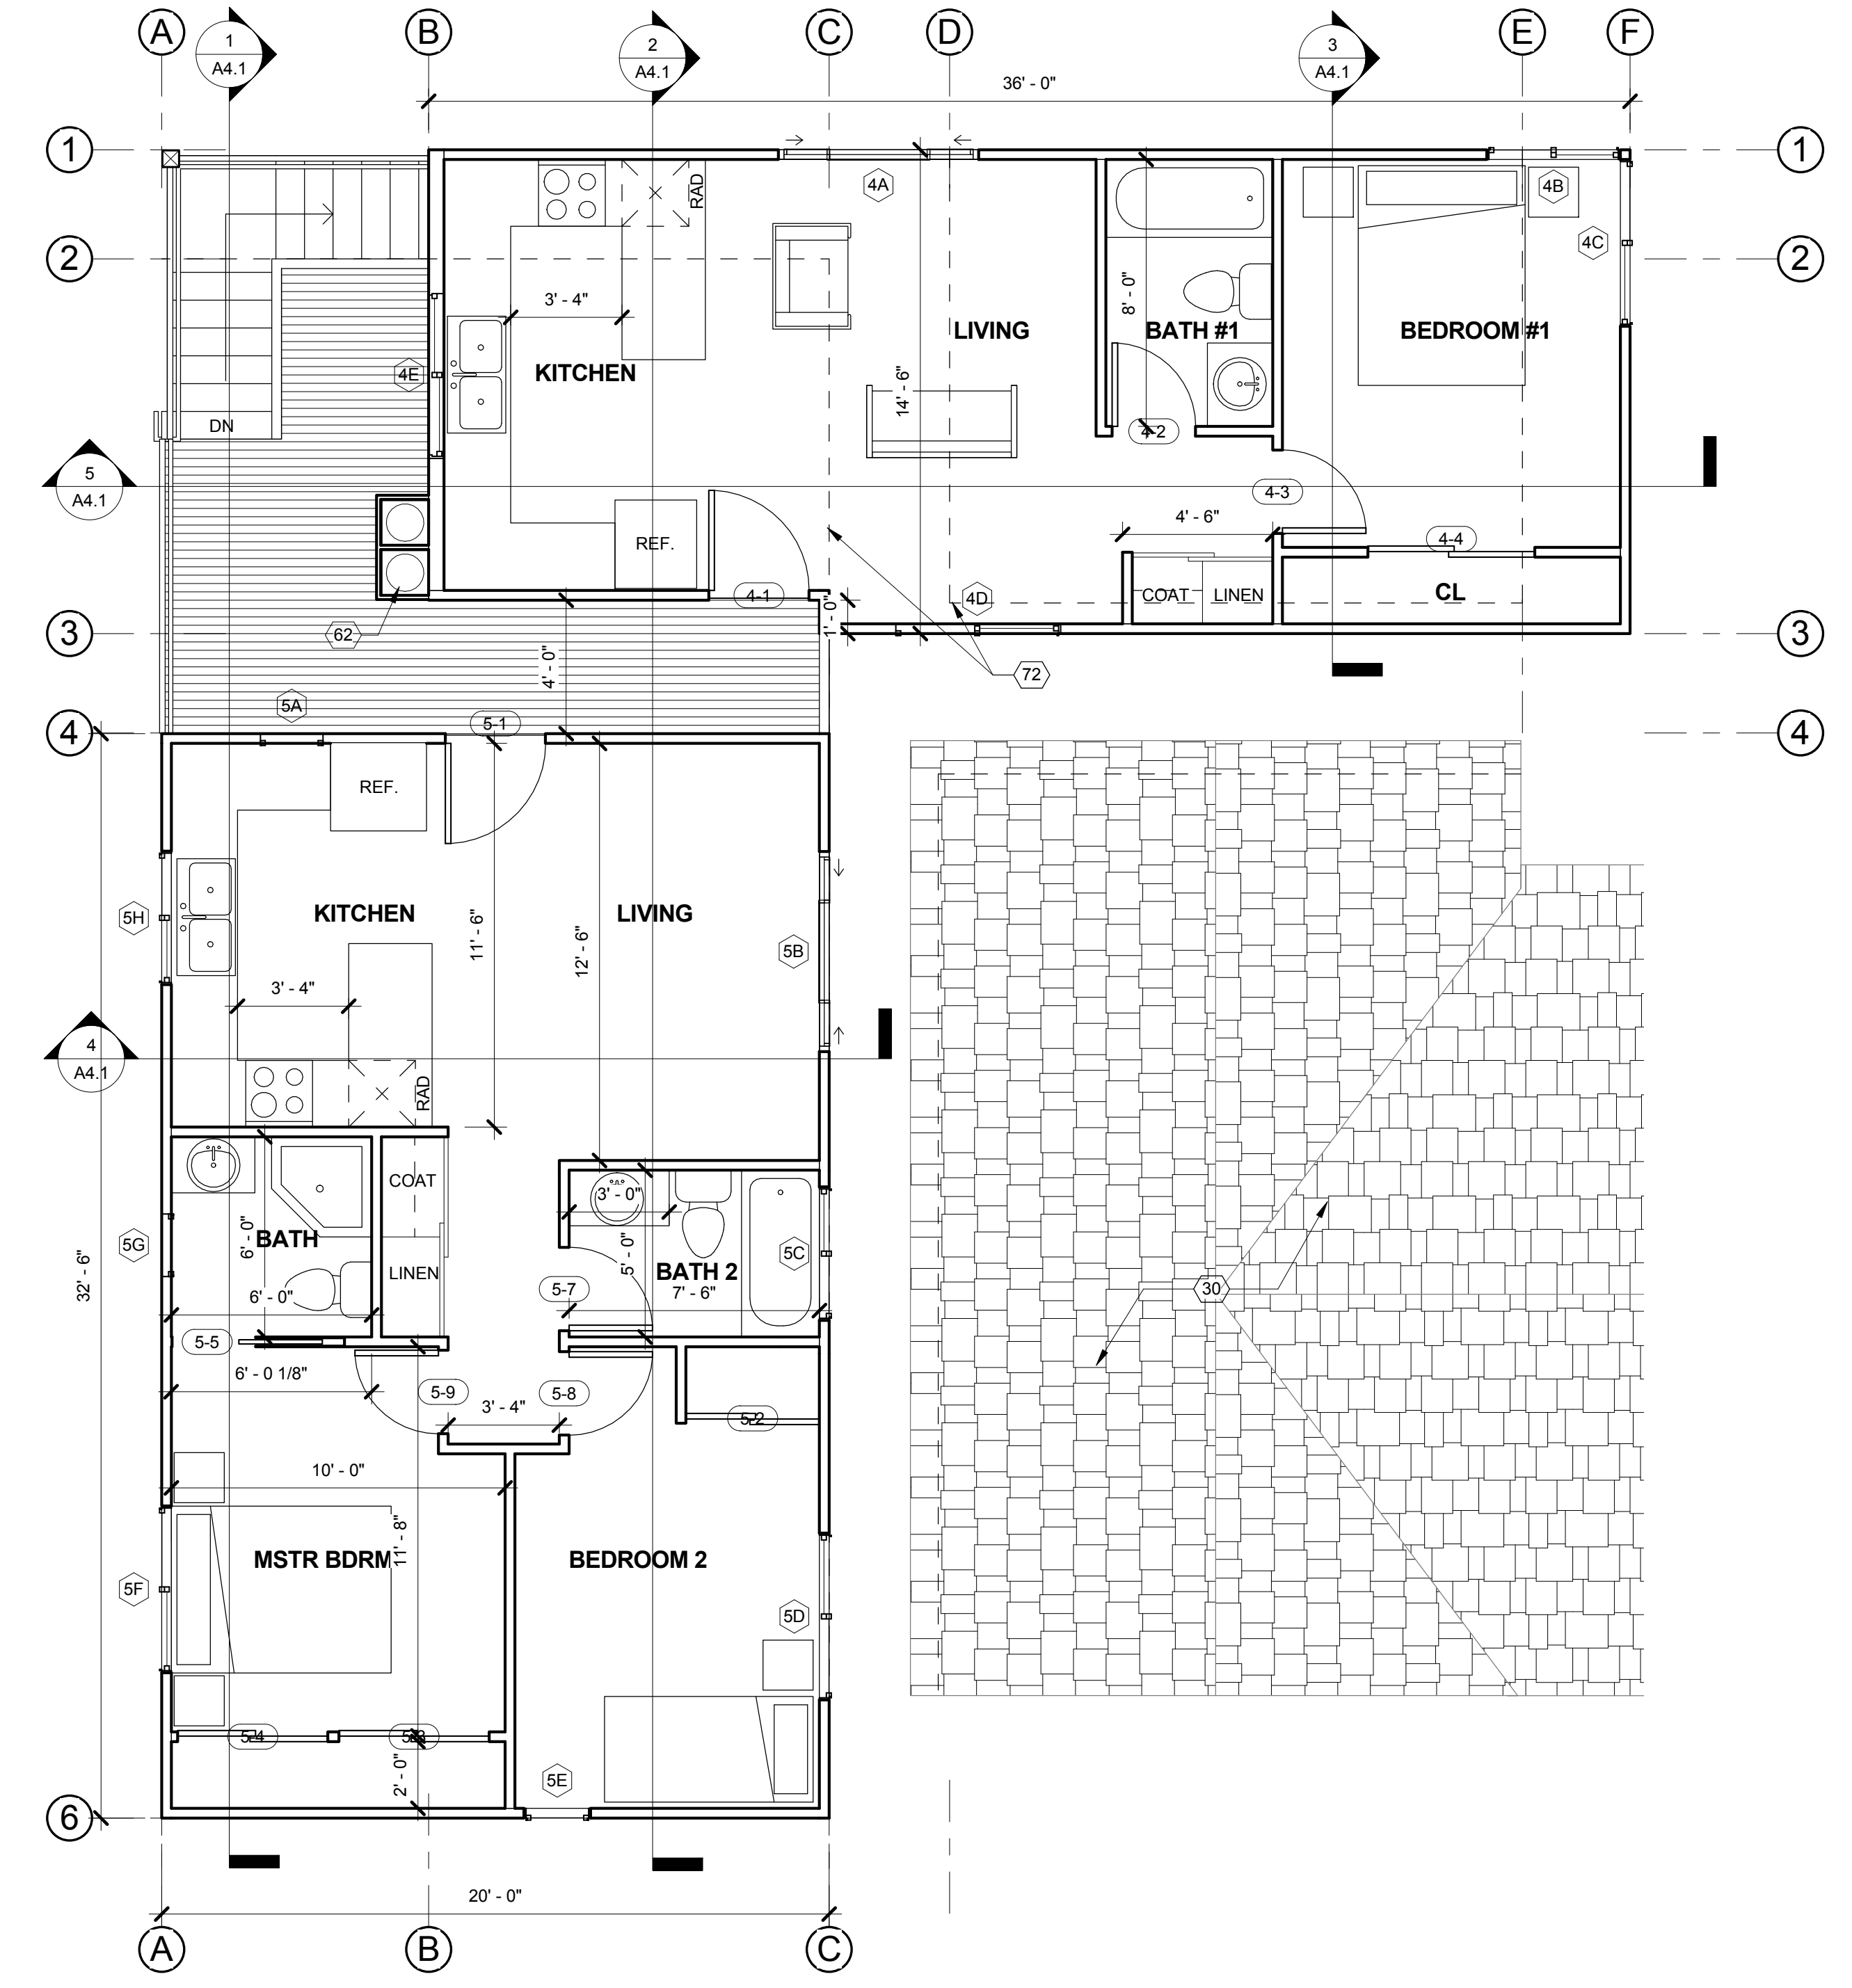 A
B
C
D
E
F
1
A4.1
2
A4.1
3
A4.1
36' - 0"
1
1
4A
4B
RAD
4C
2
2
3' - 4"
8' - 0"
LIVING
BATH #1
BEDROOM #1
KITCHEN
4E
14' - 6"
DN
4-2
5
A4.1
4-3
4' - 6"
REF.
4-4
4-1
4D
COAT
LINEN
CL
1' - 0"
62
3
3
4' - 0"
72
5A
5-1
4
4
REF.
5H
KITCHEN
LIVING
11' - 6"
12' - 6"
5B
3' - 4"
4
A4.1
RAD
COAT
3' - 0"
5G
6' - 0"
BATH
5' - 0"
5C
LINEN
BATH 2
32' - 6"
6' - 0"
5-7
7' - 6"
30
5-5
6' - 0 1/8"
5-9
5-8
3' - 4"
5-2
10' - 0"
11' - 8"
MSTR BDRM
BEDROOM 2
5F
5D
5-4
5-3
2' - 0"
5E
6
20' - 0"
A
B
C